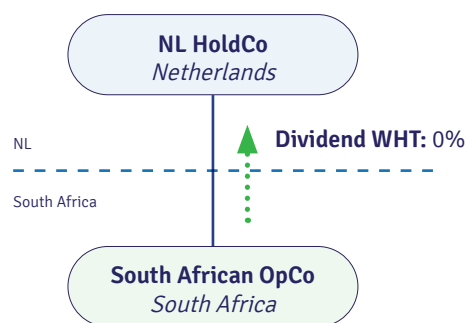 NL HoldCo
Netherlands
Dividend WHT: 0%
NL
South Africa
South African OpCo
South Africa